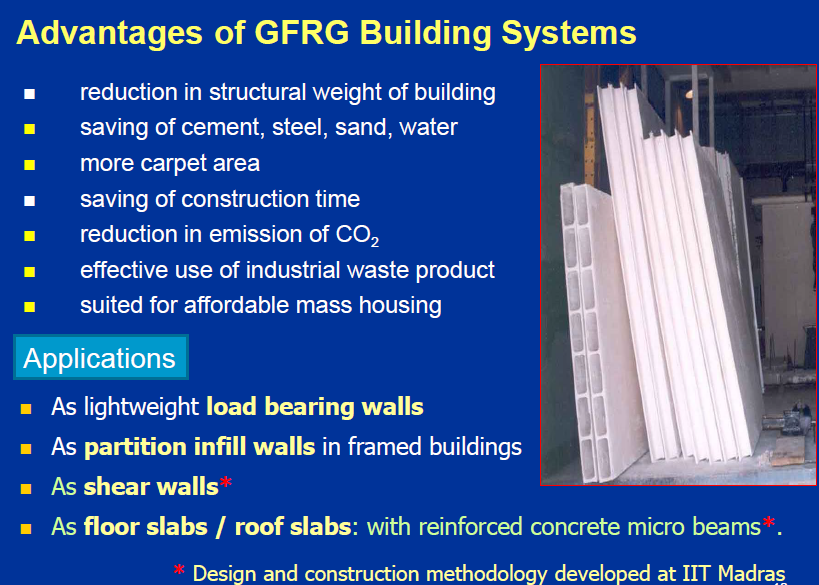 Advantages of GFRG Building Systems
reduction in structural weight of building
saving of cement, steel, sand, water
more carpet area
saving of construction time
reduction in emission of CO₂
effective use of industrial waste product
suited for affordable mass housing
Applications
As lightweight load bearing walls
As partition infill walls in framed buildings
As shear walls*
As floor slabs / roof slabs: with reinforced concrete micro beams*.
* Design and construction methodology developed at IIT Madras